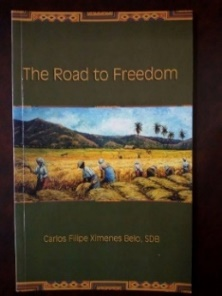 The Road to Freedom
Carlos Filipe Ximenes Belo, SDB